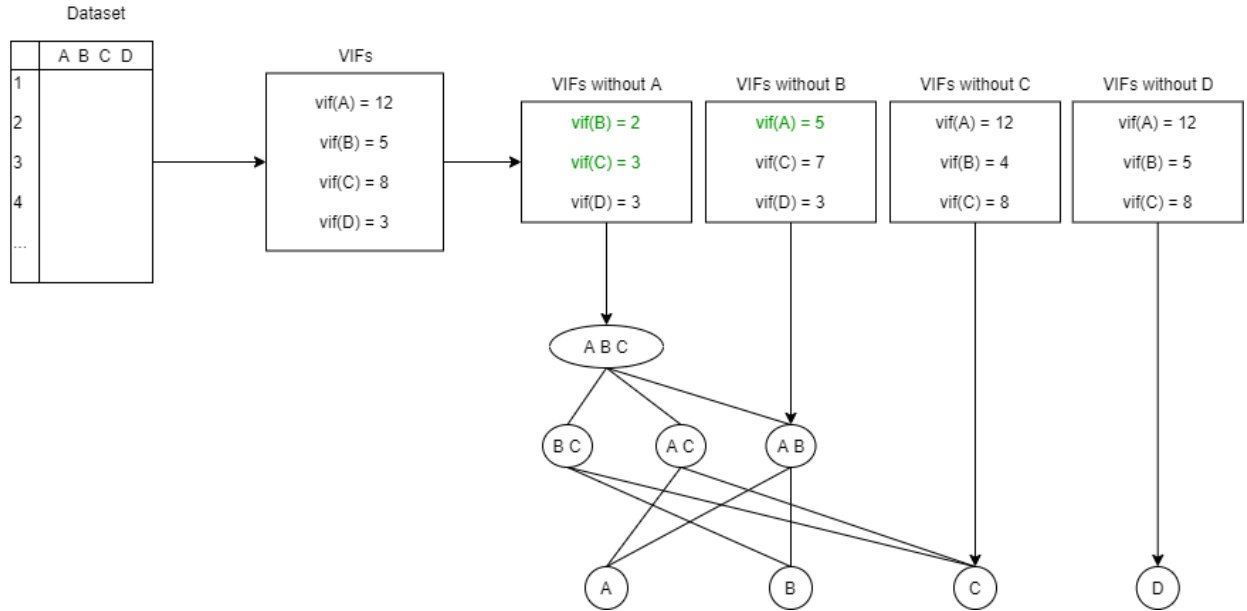 Dataset
A B C D
1
2
3
4
...
VIFs
vif(A) = 12
vif(B) = 5
vif(C) = 8
vif(D) = 3
VIFs without A
vif(B) = 2
vif(C) = 3
vif(D) = 3
VIFs without B
vif(A) = 5
vif(C) = 7
vif(D) = 3
VIFs without C
vif(A) = 12
vif(B) = 4
vif(C) = 8
VIFs without D
vif(A) = 12
vif(B) = 5
vif(C) = 8
A B C
B C
A C
A B
A
B
C
D